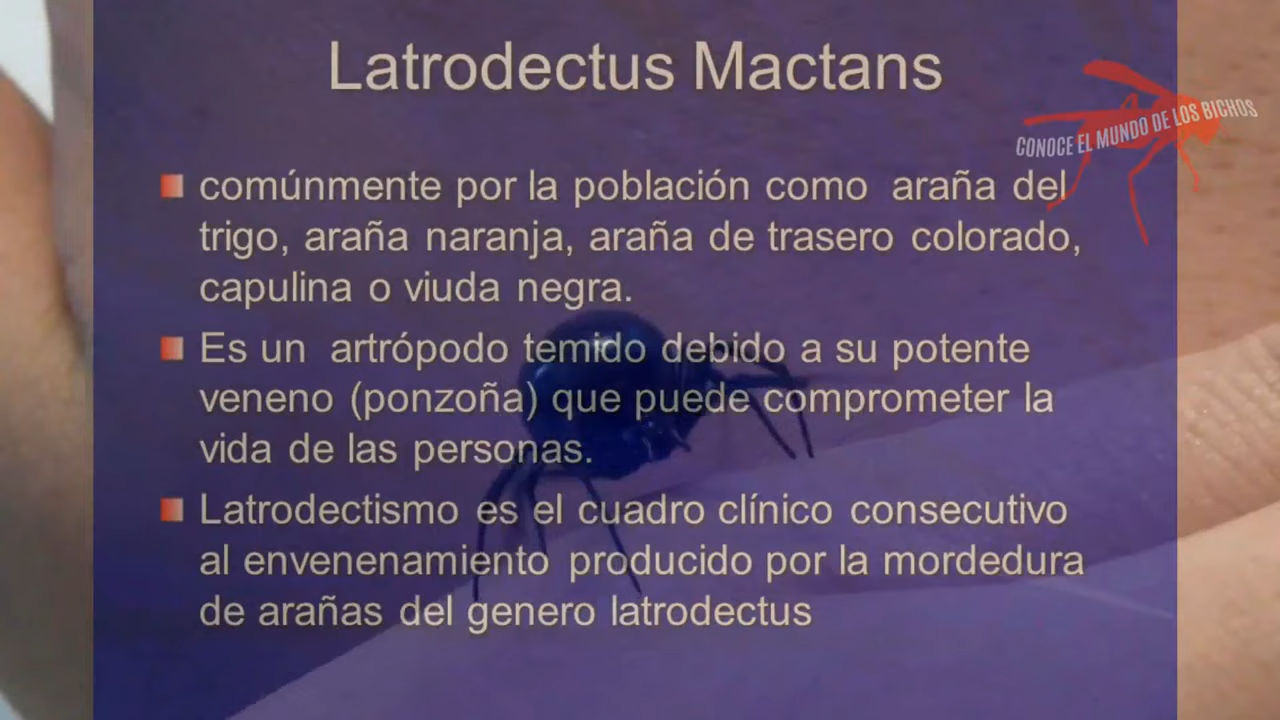 Latrodectus Mactans
CONOCE EL MUNDO DE LOS BICHOS
comúnmente por la población como araña del
trigo, araña naranja, araña de trasero colorado,
capulina o viuda negra.
Es un artrópodo temido debido a su potente
veneno (ponzoña) que puede comprometer la
vida de las personas.
Latrodectismo es el cuadro clínico consecutivo
al envenenamiento producido por la mordedura
de arañas del genero latrodectus